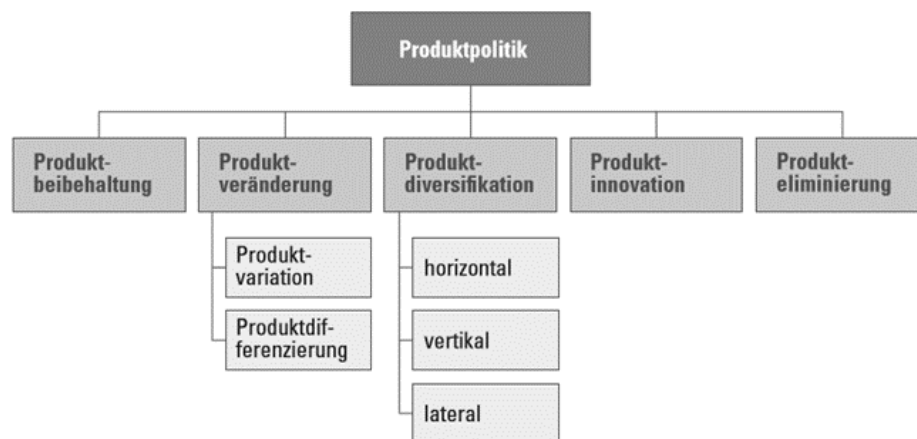 Produktpolitik
Produkt-
beibehaltung
Produkt-
veränderung
Produkt-
diversifikation
Produkt-
innovation
Produkt-
eliminierung
Produkt-
variation
Produktdif-
ferenzierung
horizontal
vertikal
lateral